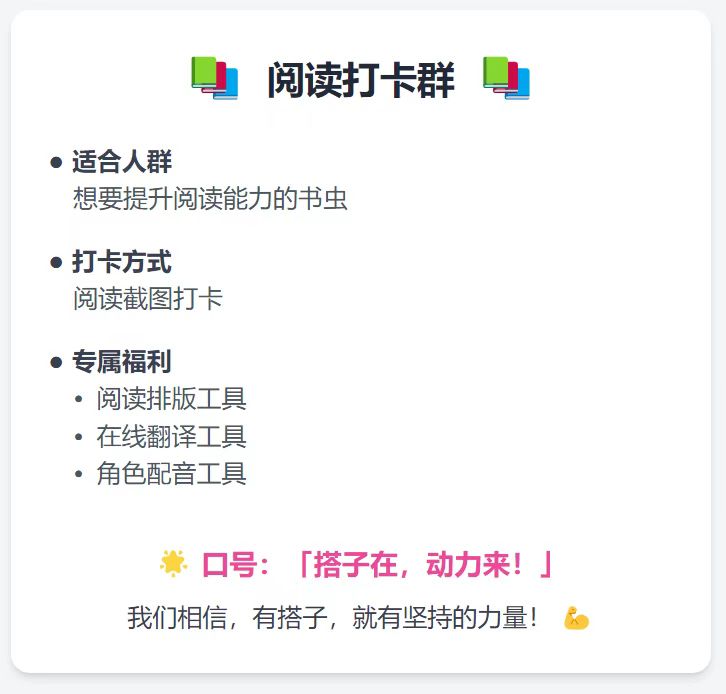 📚 阅读打卡群 📚
● 适合人群
想要提升阅读能力的书虫
● 打卡方式
阅读截图打卡
● 专属福利
• 阅读排版工具
• 在线翻译工具
• 角色配音工具
🌟 口号：「搭子在，动力来！」
我们相信，有搭子，就有坚持的力量！ 💪